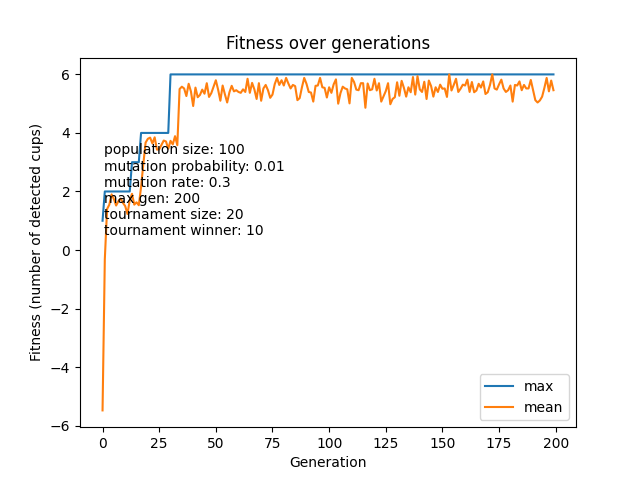 Fitness over generations
Fitness (number of detected cups)
6
4
2
0
−2
−4
−6
population size: 100
mutation probability: 0.01
mutation rate: 0.3
max gen: 200
tournament size: 20
tournament winner: 10
max
mean
0 25 50 75 100 125 150 175 200
Generation